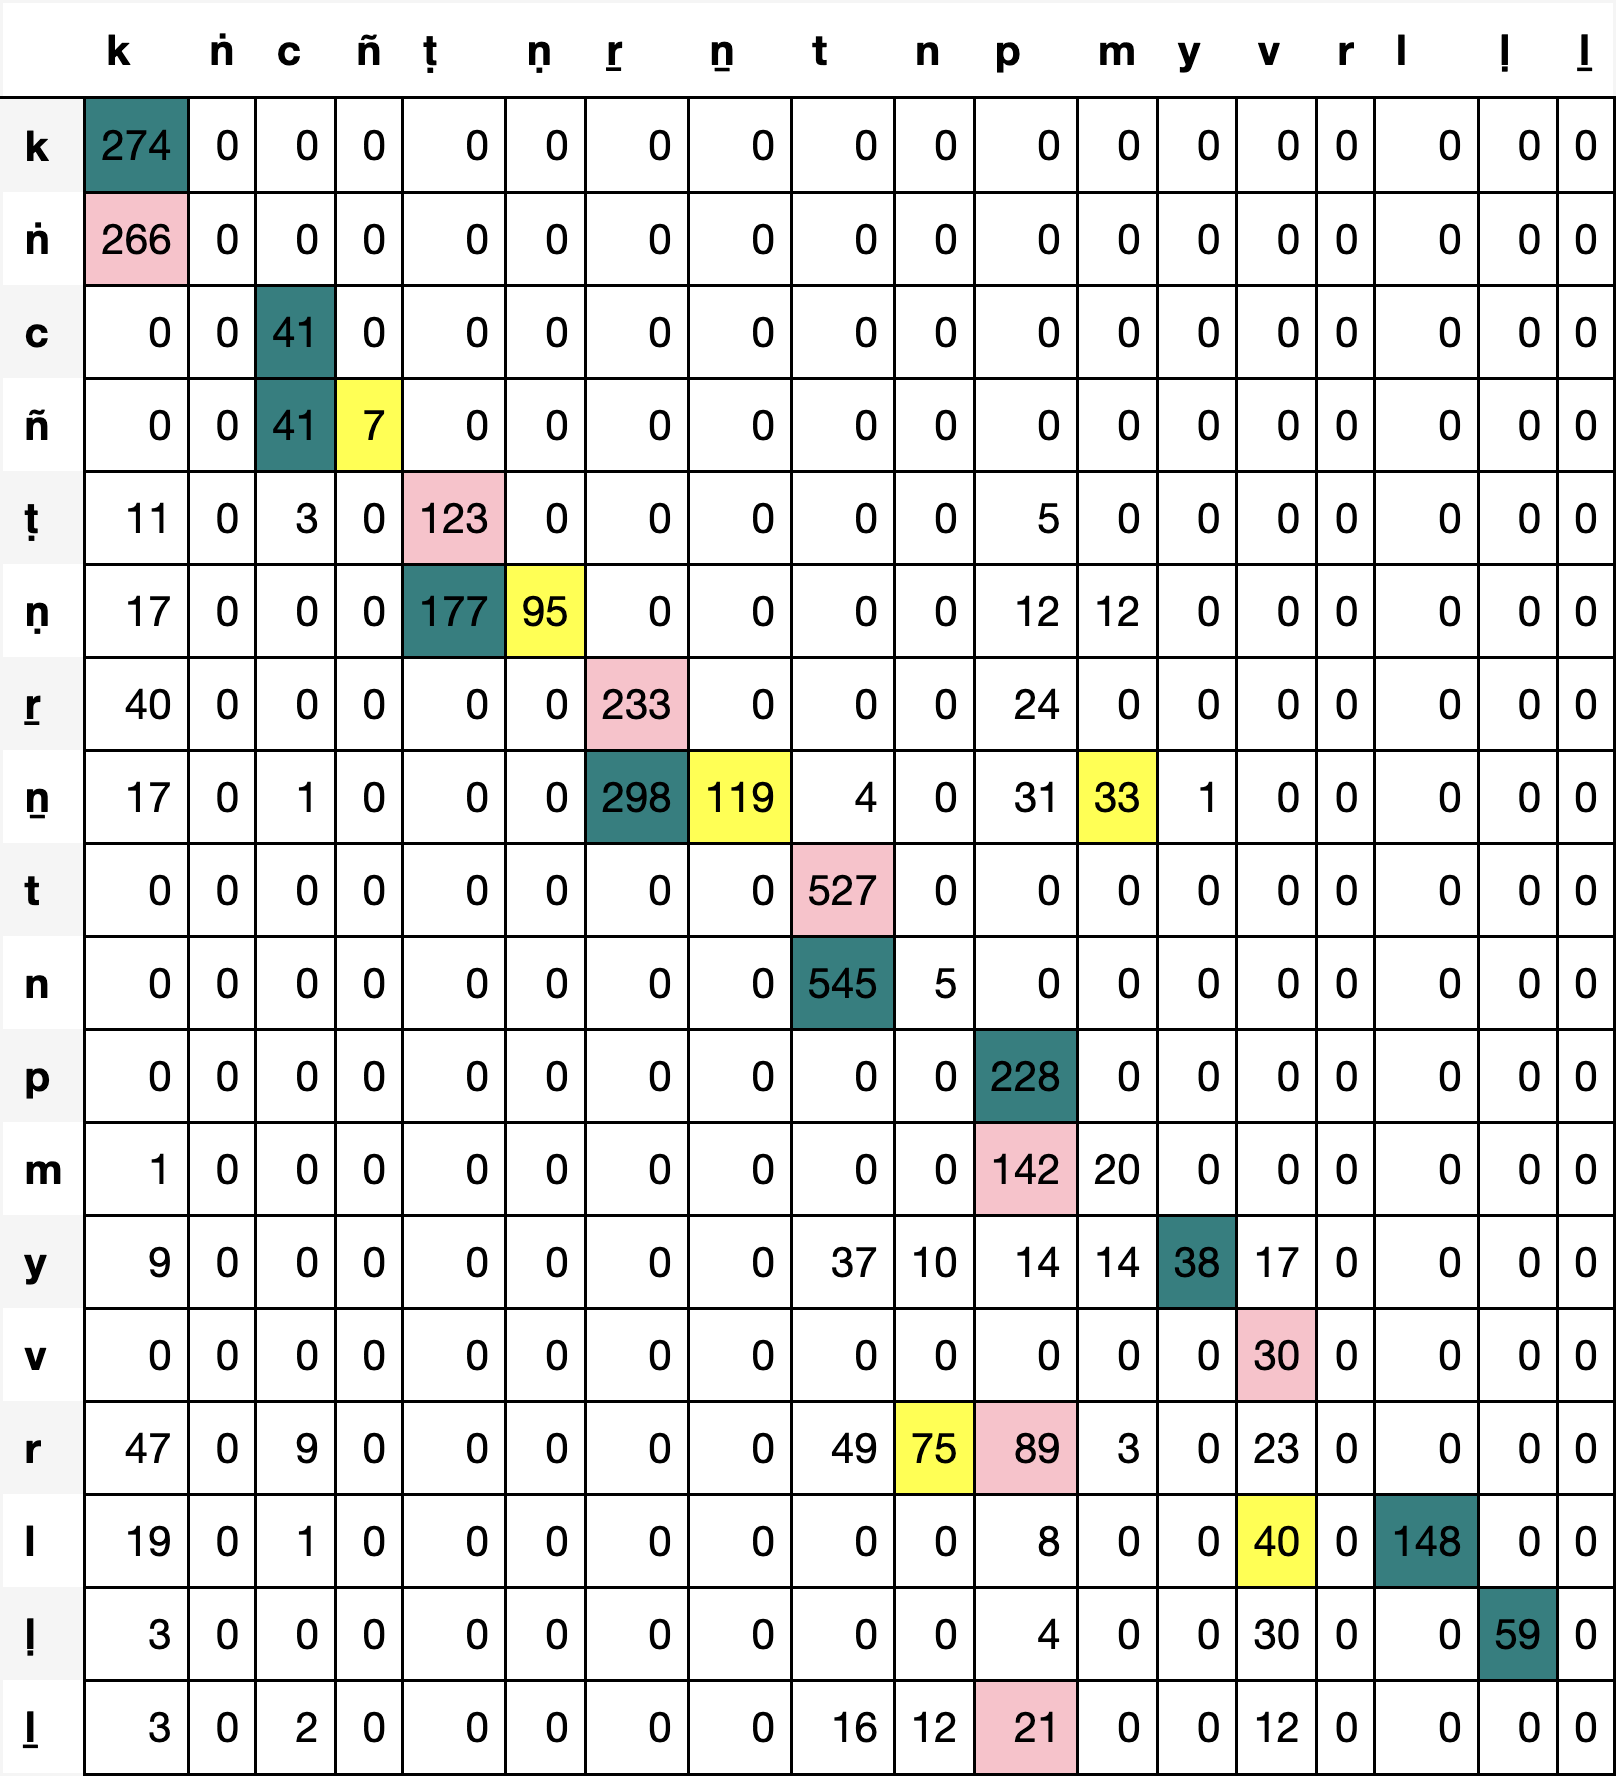 k ṅ c ñ ṭ ṇ ṟ ṉ t n p m y v r l ḷ ḻ
k 274 0 0 0 0 0 0 0 0 0 0 0 0 0 0 0 0 0
ṅ 266 0 0 0 0 0 0 0 0 0 0 0 0 0 0 0 0 0
c 0 0 41 0 0 0 0 0 0 0 0 0 0 0 0 0 0 0
ñ 0 0 41 7 0 0 0 0 0 0 0 0 0 0 0 0 0 0
ṭ 11 0 3 0 123 0 0 0 0 0 5 0 0 0 0 0 0 0
ṇ 17 0 0 0 177 95 0 0 0 0 12 12 0 0 0 0 0 0
ṟ 40 0 0 0 0 0 233 0 0 0 24 0 0 0 0 0 0 0
ṉ 17 0 1 0 0 0 298 119 4 0 31 33 1 0 0 0 0 0
t 0 0 0 0 0 0 0 0 527 0 0 0 0 0 0 0 0 0
n 0 0 0 0 0 0 0 0 545 5 0 0 0 0 0 0 0 0
p 0 0 0 0 0 0 0 0 0 0 228 0 0 0 0 0 0 0
m 1 0 0 0 0 0 0 0 0 0 142 20 0 0 0 0 0 0
y 9 0 0 0 0 0 0 0 37 10 14 14 38 17 0 0 0 0
v 0 0 0 0 0 0 0 0 0 0 0 0 0 30 0 0 0 0
r 47 0 9 0 0 0 0 0 49 75 89 3 0 23 0 0 0 0
l 19 0 1 0 0 0 0 0 0 0 8 0 0 40 0 148 0 0
ḷ 3 0 0 0 0 0 0 0 0 0 4 0 0 30 0 0 59 0
ḻ 3 0 2 0 0 0 0 0 16 12 21 0 0 12 0 0 0 0